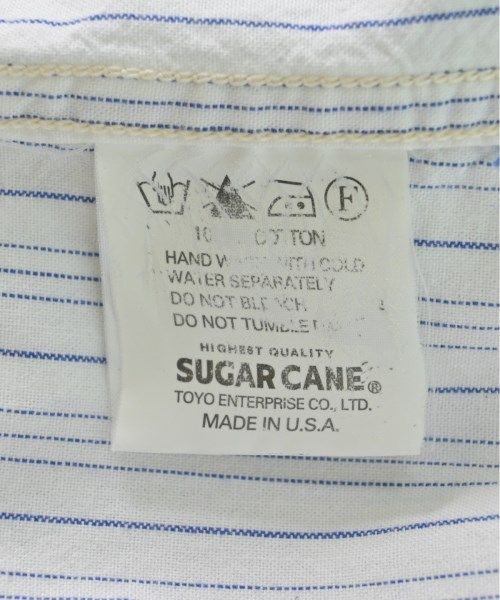 F
COTTON
HAND WITH COLD
WATER SEPARATELY
DO NOT BLEACH
DO NOT TUMBLE
HIGHEST QUALITY
SUGAR CANE®
TOYO ENTERPRISE CO., LTD.
MADE IN U.S.A.